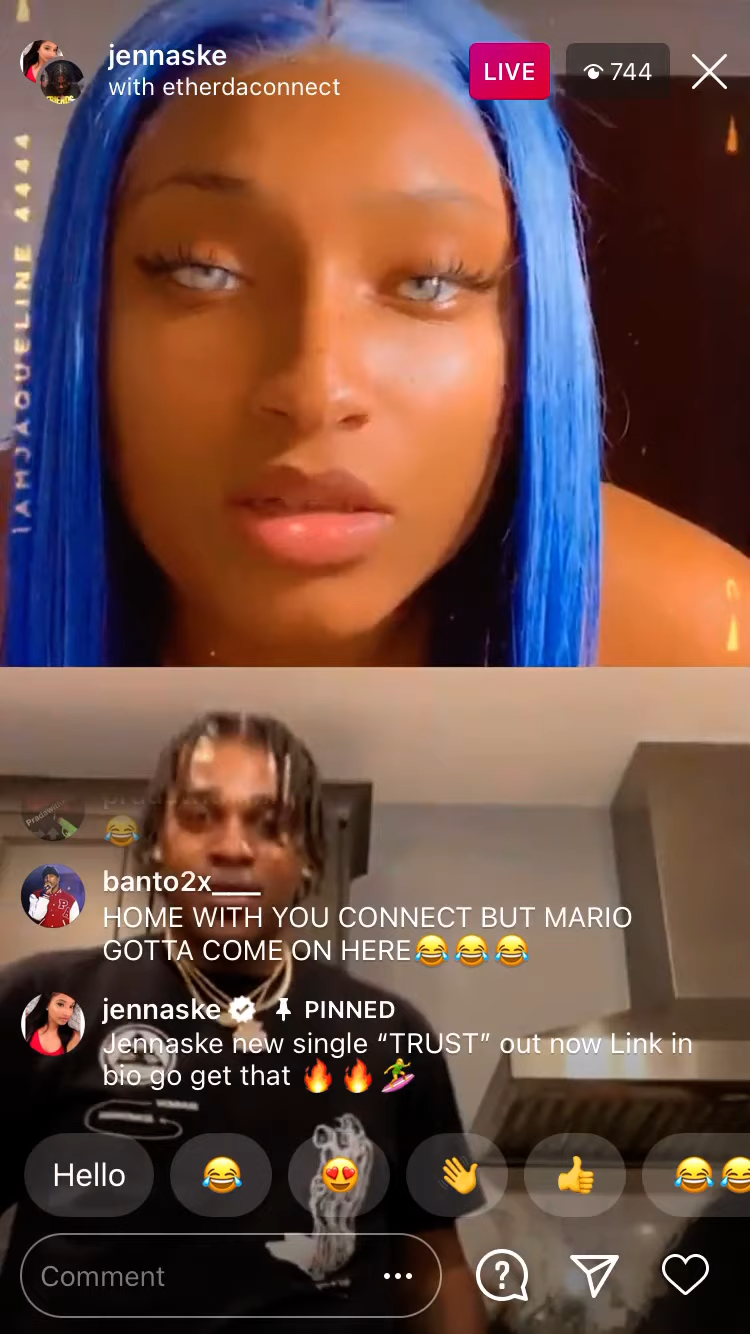 jennaske
with etherdaconnect
LIVE
744
IAMJAQUELINE 4444
banto2x___
HOME WITH YOU CONNECT BUT MARIO
GOTTA COME ON HERE😂😂😂
jennaske PINNED
Jennaske new single “TRUST” out now Link in
bio go get that 🔥🔥🏄
Hello
Comment